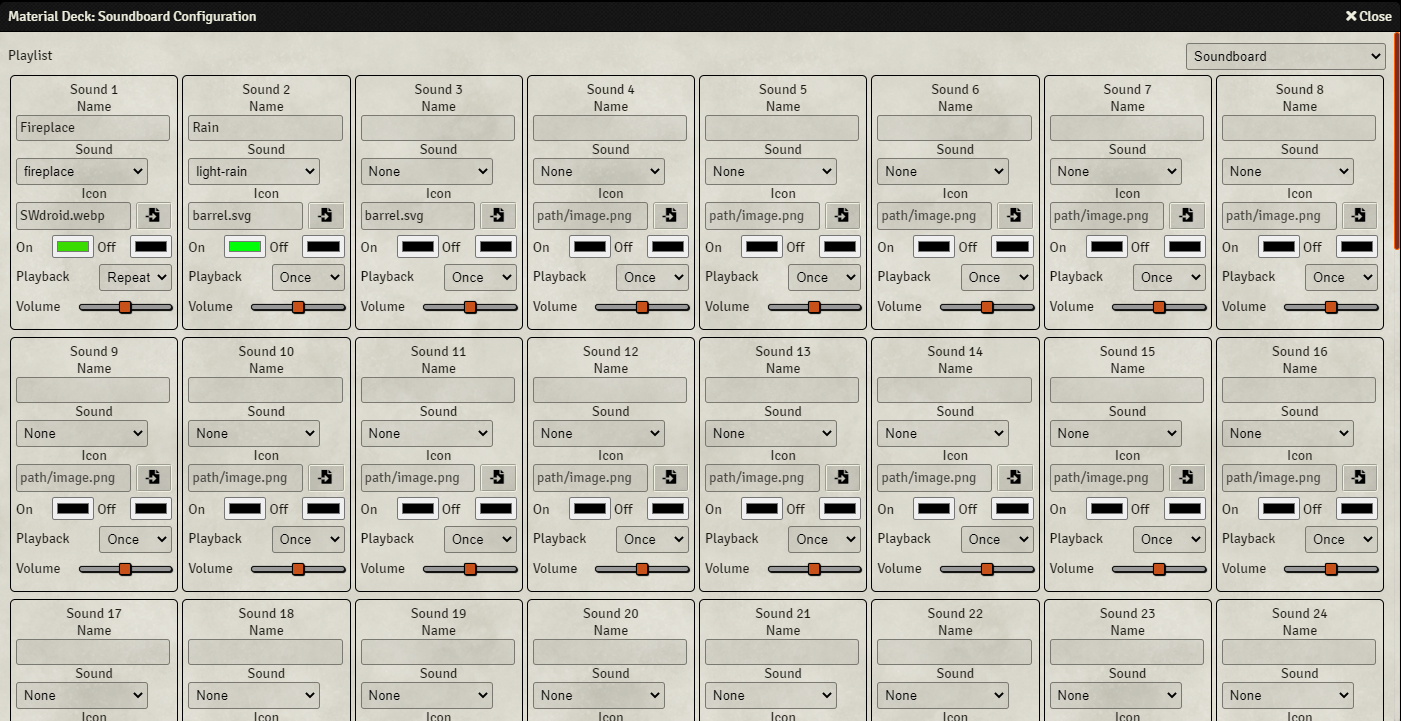 Material Deck: Soundboard Configuration Close
Playlist Soundboard
Sound 1 Sound 2 Sound 3 Sound 4 Sound 5 Sound 6 Sound 7 Sound 8
Name Name Name Name Name Name Name Name
Fireplace Rain
Sound Sound Sound Sound Sound Sound Sound Sound
fireplace light-rain None None None None None None
Icon Icon Icon Icon Icon Icon Icon Icon
SWdroid.webp barrel.svg barrel.svg path/image.png path/image.png path/image.png path/image.png path/image.png
On Off On Off On Off On Off On Off On Off On Off On Off
Playback Repeat Playback Once Playback Once Playback Once Playback Once Playback Once Playback Once Playback Once
Volume Volume Volume Volume Volume Volume Volume Volume
Sound 9 Sound 10 Sound 11 Sound 12 Sound 13 Sound 14 Sound 15 Sound 16
Name Name Name Name Name Name Name Name
Sound Sound Sound Sound Sound Sound Sound Sound
None None None None None None None None
Icon Icon Icon Icon Icon Icon Icon Icon
path/image.png path/image.png path/image.png path/image.png path/image.png path/image.png path/image.png path/image.png
On Off On Off On Off On Off On Off On Off On Off On Off
Playback Once Playback Once Playback Once Playback Once Playback Once Playback Once Playback Once Playback Once
Volume Volume Volume Volume Volume Volume Volume Volume
Sound 17 Sound 18 Sound 19 Sound 20 Sound 21 Sound 22 Sound 23 Sound 24
Name Name Name Name Name Name Name Name
Sound Sound Sound Sound Sound Sound Sound Sound
None None None None None None None None
Icon Icon Icon Icon Icon Icon Icon Icon